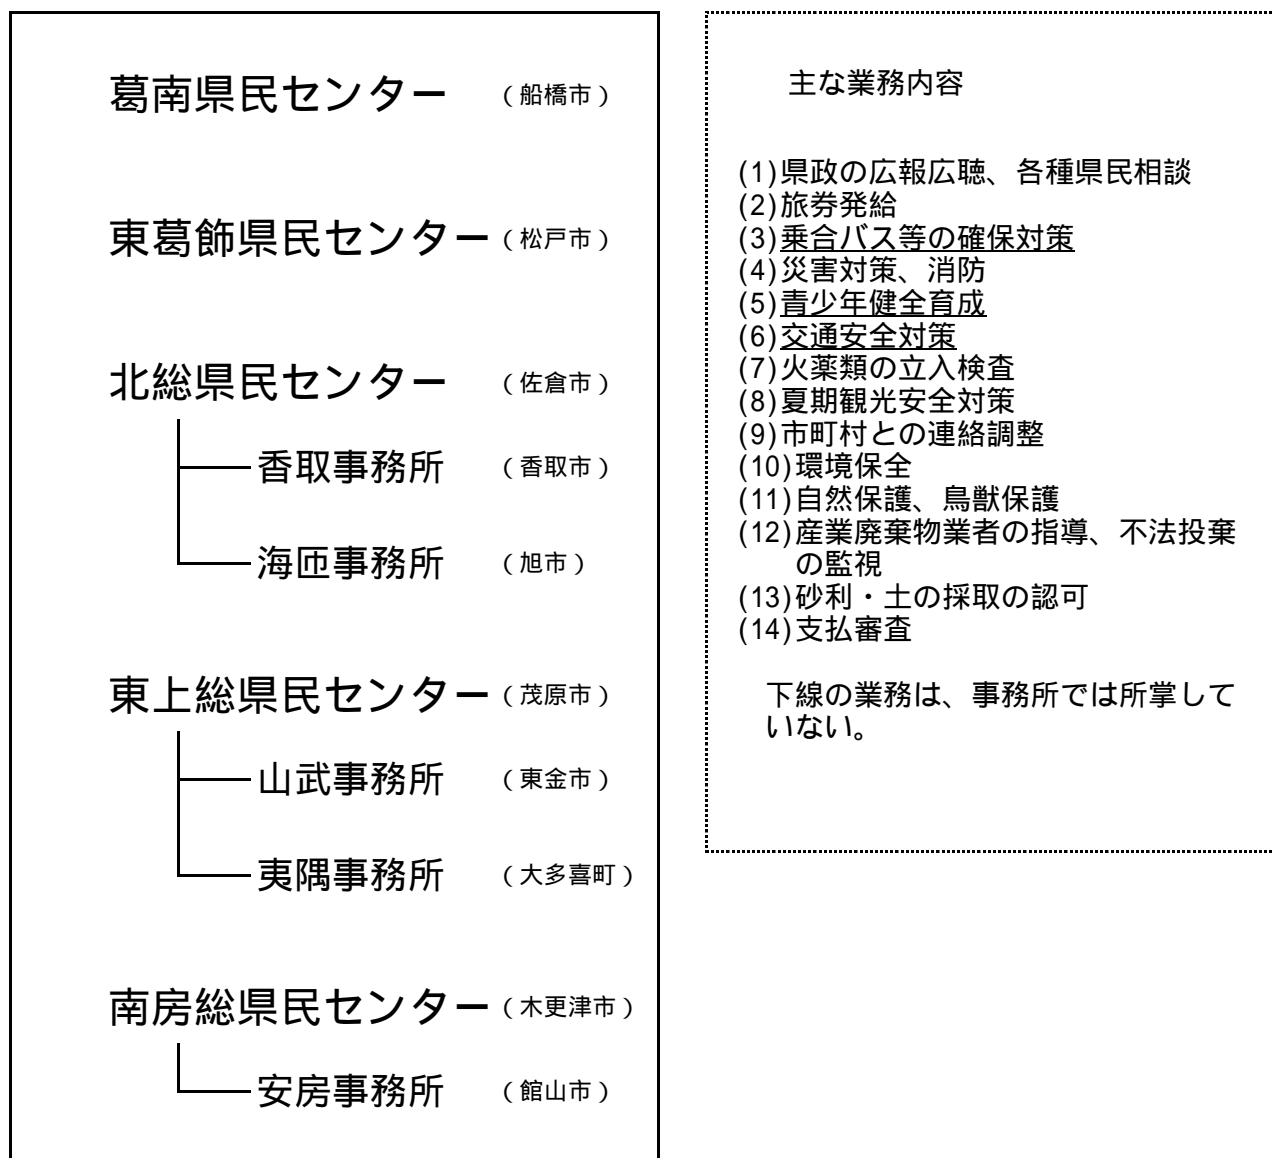 葛南県民センター （船橋市）
東葛飾県民センター（松戸市）
北総県民センター （佐倉市）
香取事務所 （香取市）
海匝事務所 （旭市）
東上総県民センター（茂原市）
山武事務所 （東金市）
夷隅事務所 （大多喜町）
南房総県民センター（木更津市）
安房事務所 （館山市）
主な業務内容
(1)県政の広報広聴、各種県民相談
(2)旅券発給
(3)乗合バス等の確保対策
(4)災害対策、消防
(5)青少年健全育成
(6)交通安全対策
(7)火薬類の立入検査
(8)夏期観光安全対策
(9)市町村との連絡調整
(10)環境保全
(11)自然保護、鳥獣保護
(12)産業廃棄物業者の指導、不法投棄
の監視
(13)砂利・土の採取の認可
(14)支払審査
下線の業務は、事務所では所掌して
いない。